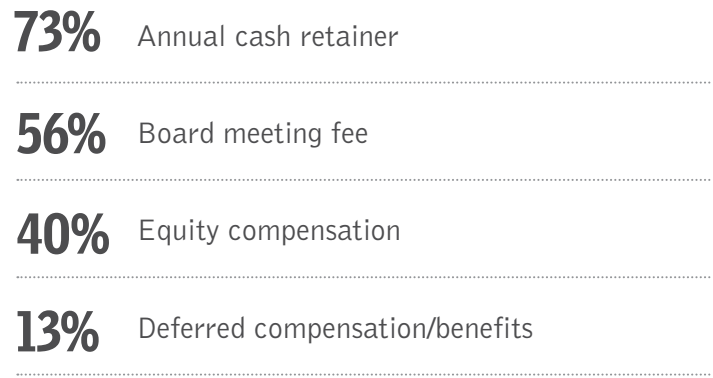 73% Annual cash retainer
56% Board meeting fee
40% Equity compensation
13% Deferred compensation/benefits